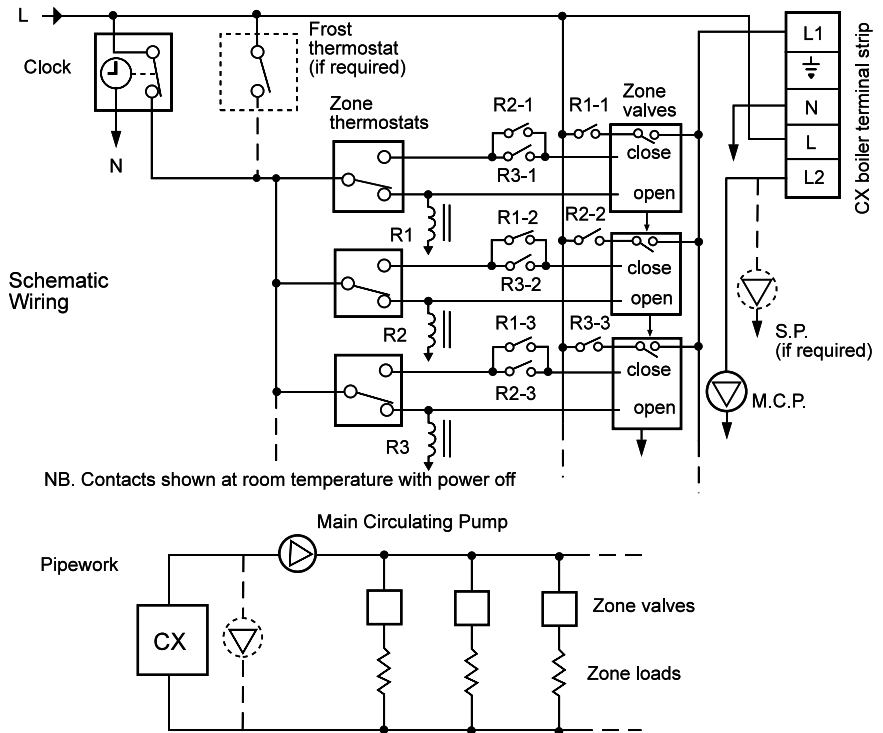 L
Clock
N
Frost
thermostat
(if required)
Zone
thermostats
R2-1
R1-1
Zone
valves
close
R3-1
open
R1
R1-2
R2-2
close
R3-2
open
R2
R1-3
R3-3
close
R2-3
open
R3
L1
N
L
L2
CX boiler terminal strip
S.P.
(if required)
M.C.P.
Schematic
Wiring
NB. Contacts shown at room temperature with power off
Main Circulating Pump
Pipework
CX
Zone valves
Zone loads